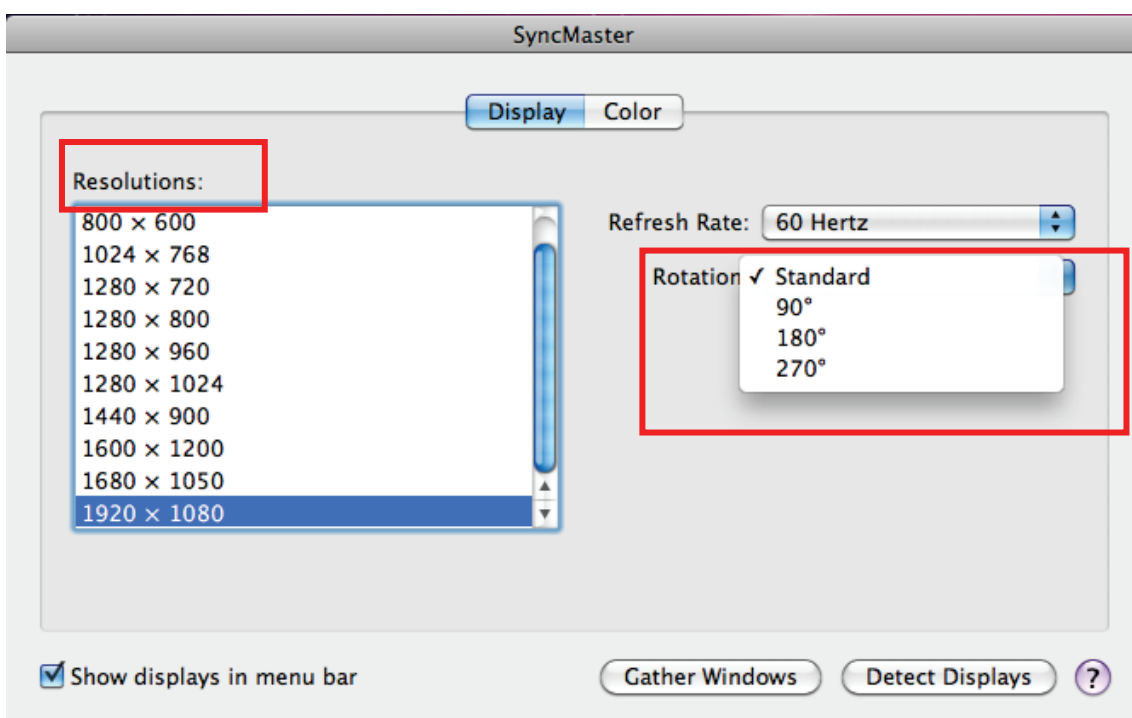 SyncMaster
Display Color
Resolutions:
800 × 600
1024 × 768
1280 × 720
1280 × 800
1280 × 960
1280 × 1024
1440 × 900
1600 × 1200
1680 × 1050
1920 × 1080
Refresh Rate: 60 Hertz
Rotation ✓ Standard
90°
180°
270°
Show displays in menu bar
Gather Windows Detect Displays ?